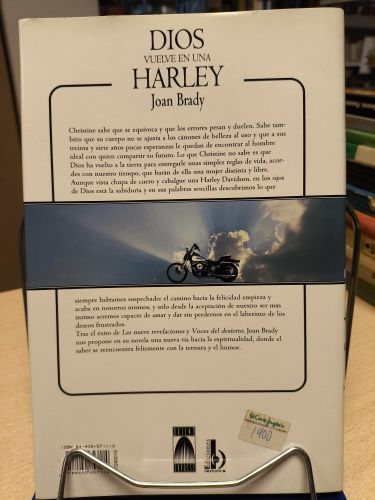 DIOS
VUELVE EN UNA
HARLEY
Joan Brady
Christine sabe que se equivoca y que los errores pesan y duelen. Sabe tam-
bién que su cuerpo no se ajusta a los cánones de belleza al uso y que a sus
treinta y siete años pocas esperanzas le quedan de encontrar al hombre
ideal con quien compartir su futuro. Lo que Christine no sabe es que
Dios ha vuelto a la tierra para entregarle unas simples reglas de vida, acor-
des con nuestro tiempo, que harán de ella una mujer distinta y libre.
Aunque vista chupa de cuero y cabalgue una Harley Davidson, en los ojos
de Dios está la sabiduría y en sus palabras sencillas descubrimos lo que
siempre habíamos sospechado: el camino hacia la felicidad empieza y
acaba en nosotros mismos, y solo desde la aceptación de nuestro ser más
íntimo seremos capaces de amar y dar sin perdernos en el laberinto de los
deseos frustrados.
Tras el éxito de Las nueve revelaciones y Voces del desierto, Joan Brady
nos propone en su novela una nueva vía hacia la espiritualidad, donde el
saber se reencuentra felizmente con la ternura y el humor.
El Corte Inglés
1900